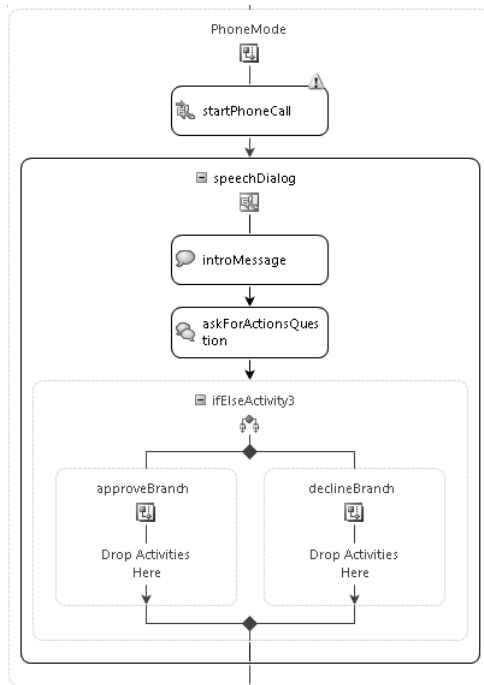 PhoneMode
startPhoneCall
speechDialog
introMessage
askForActionsQues
tion
ifElseActivity3
approveBranch
declineBranch
Drop Activities
Here
Drop Activities
Here